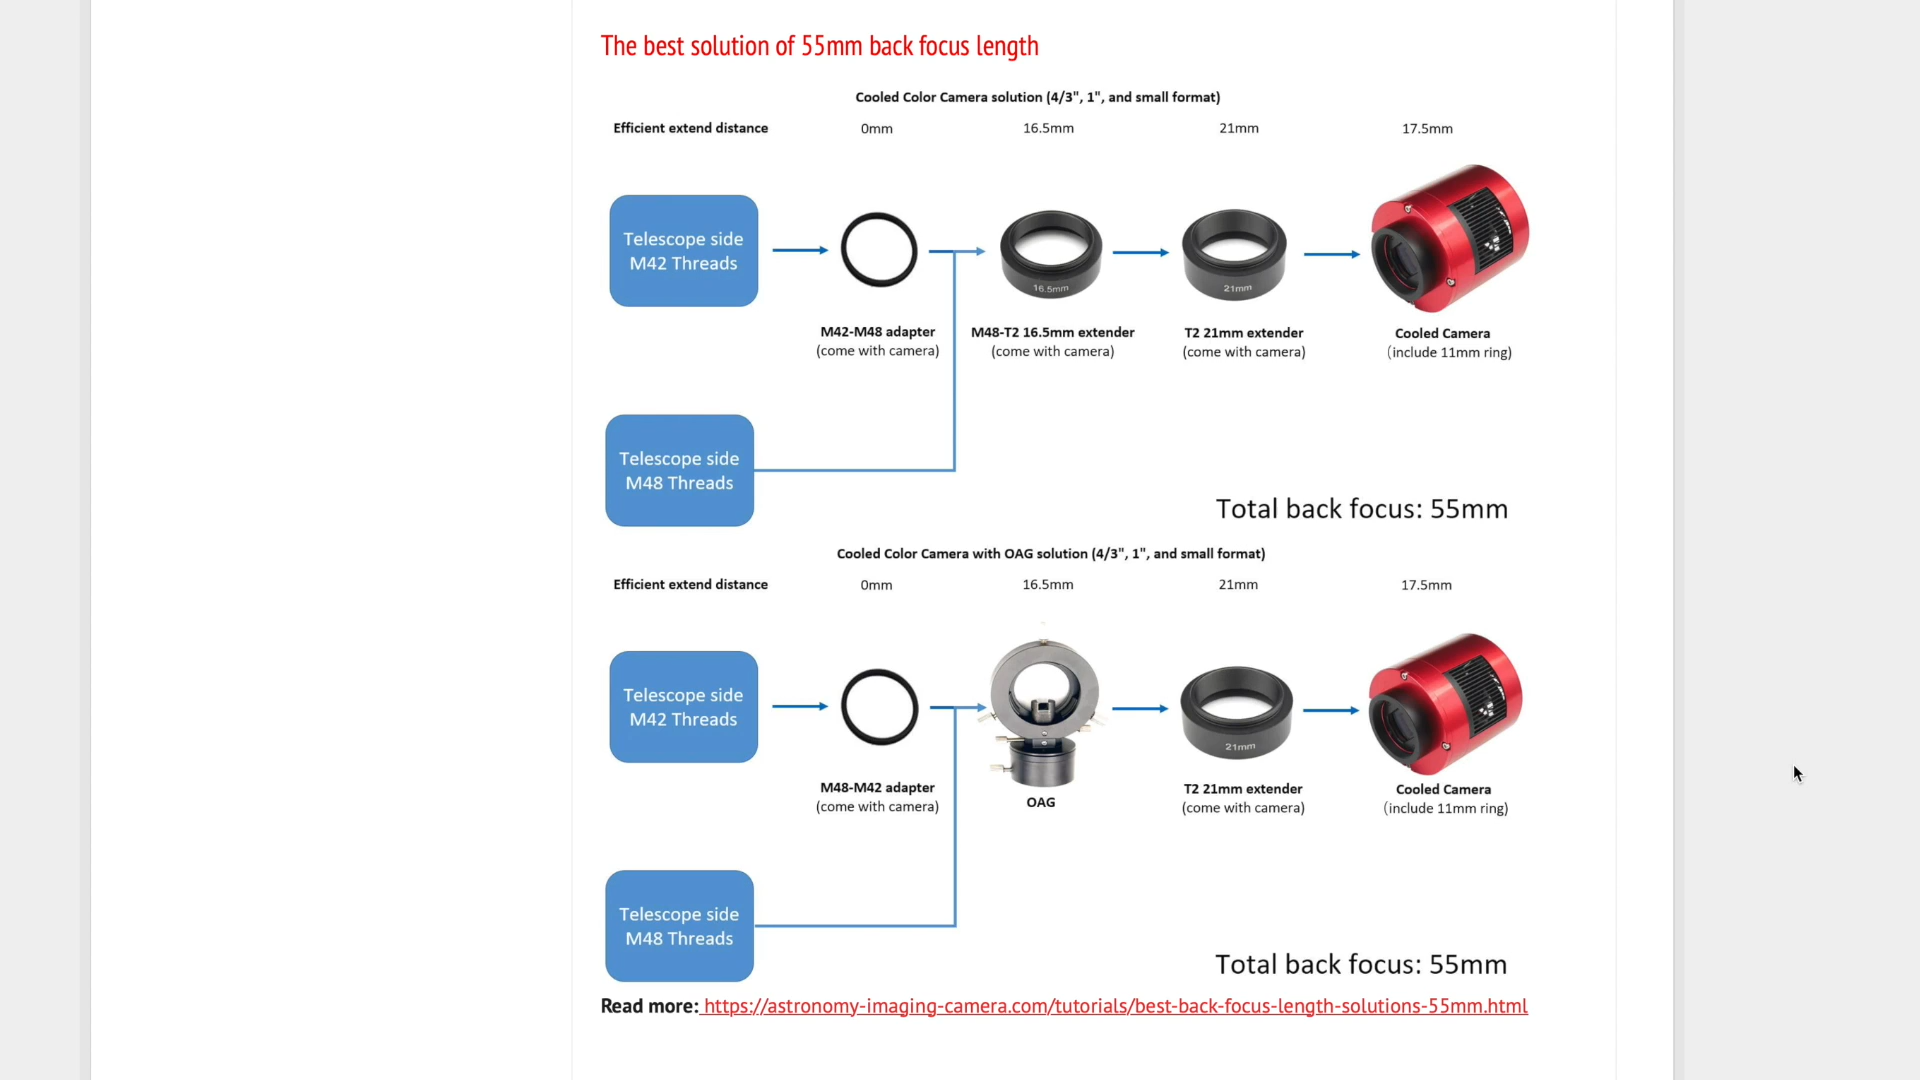 The best solution of 55mm back focus length
Cooled Color Camera solution (4/3", 1", and small format)
Efficient extend distance 0mm 16.5mm 21mm 17.5mm
Telescope side
M42 Threads
16.5mm
21mm
M42-M48 adapter
(come with camera)
M48-T2 16.5mm extender
(come with camera)
T2 21mm extender
(come with camera)
Cooled Camera
(include 11mm ring)
Telescope side
M48 Threads
Total back focus: 55mm
Cooled Color Camera with OAG solution (4/3", 1", and small format)
Efficient extend distance 0mm 16.5mm 21mm 17.5mm
Telescope side
M42 Threads
21mm
M48-M42 adapter
(come with camera)
OAG
T2 21mm extender
(come with camera)
Cooled Camera
(include 11mm ring)
Telescope side
M48 Threads
Total back focus: 55mm
Read more: https://astronomy-imaging-camera.com/tutorials/best-back-focus-length-solutions-55mm.html